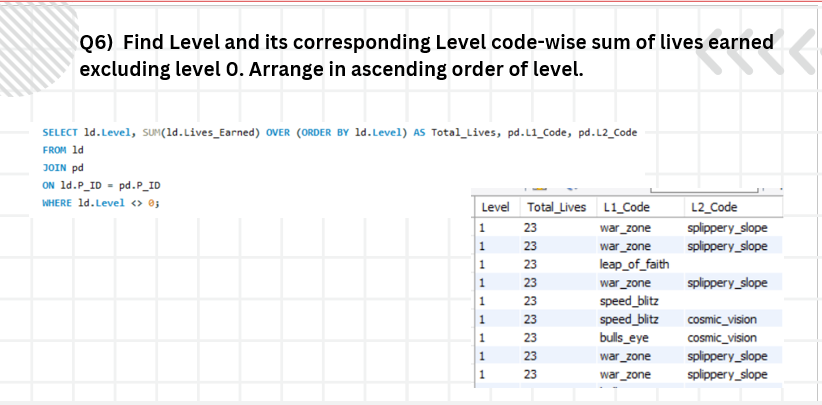 Q6) Find Level and its corresponding Level code-wise sum of lives earned
excluding level 0. Arrange in ascending order of level.
SELECT ld.Level, SUM(ld.Lives_Earned) OVER (ORDER BY ld.Level) AS Total_Lives, pd.L1_Code, pd.L2_Code
FROM ld
JOIN pd
ON ld.P_ID = pd.P_ID
WHERE ld.Level <> 0;
Level Total_Lives L1_Code L2_Code
1 23 war_zone splippery_slope
1 23 war_zone splippery_slope
1 23 leap_of_faith
1 23 war_zone splippery_slope
1 23 speed_blitz
1 23 speed_blitz cosmic_vision
1 23 bulls_eye cosmic_vision
1 23 war_zone splippery_slope
1 23 war_zone splippery_slope